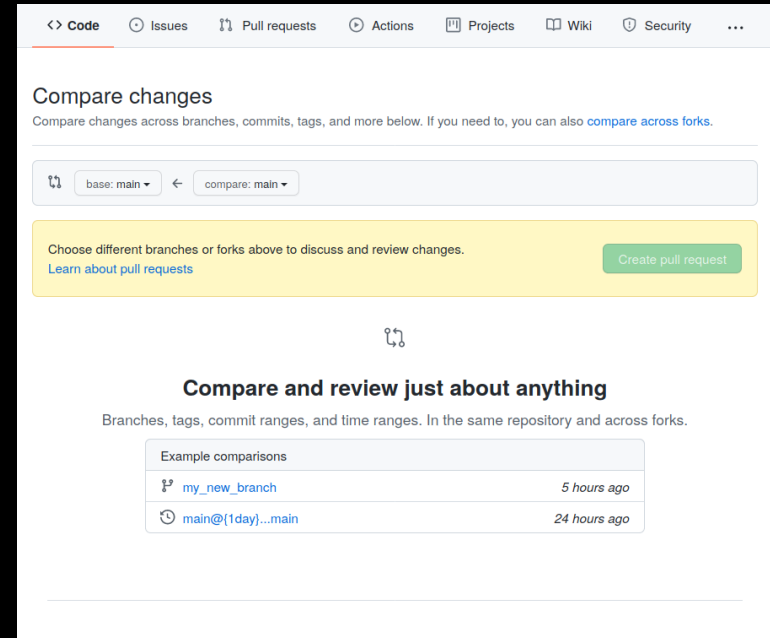 Code Issues Pull requests Actions Projects Wiki Security ...
Compare changes
Compare changes across branches, commits, tags, and more below. If you need to, you can also compare across forks.
base: main compare: main
Choose different branches or forks above to discuss and review changes.
Learn about pull requests
Create pull request
Compare and review just about anything
Branches, tags, commit ranges, and time ranges. In the same repository and across forks.
Example comparisons
my_new_branch 5 hours ago
main@{1day}...main 24 hours ago